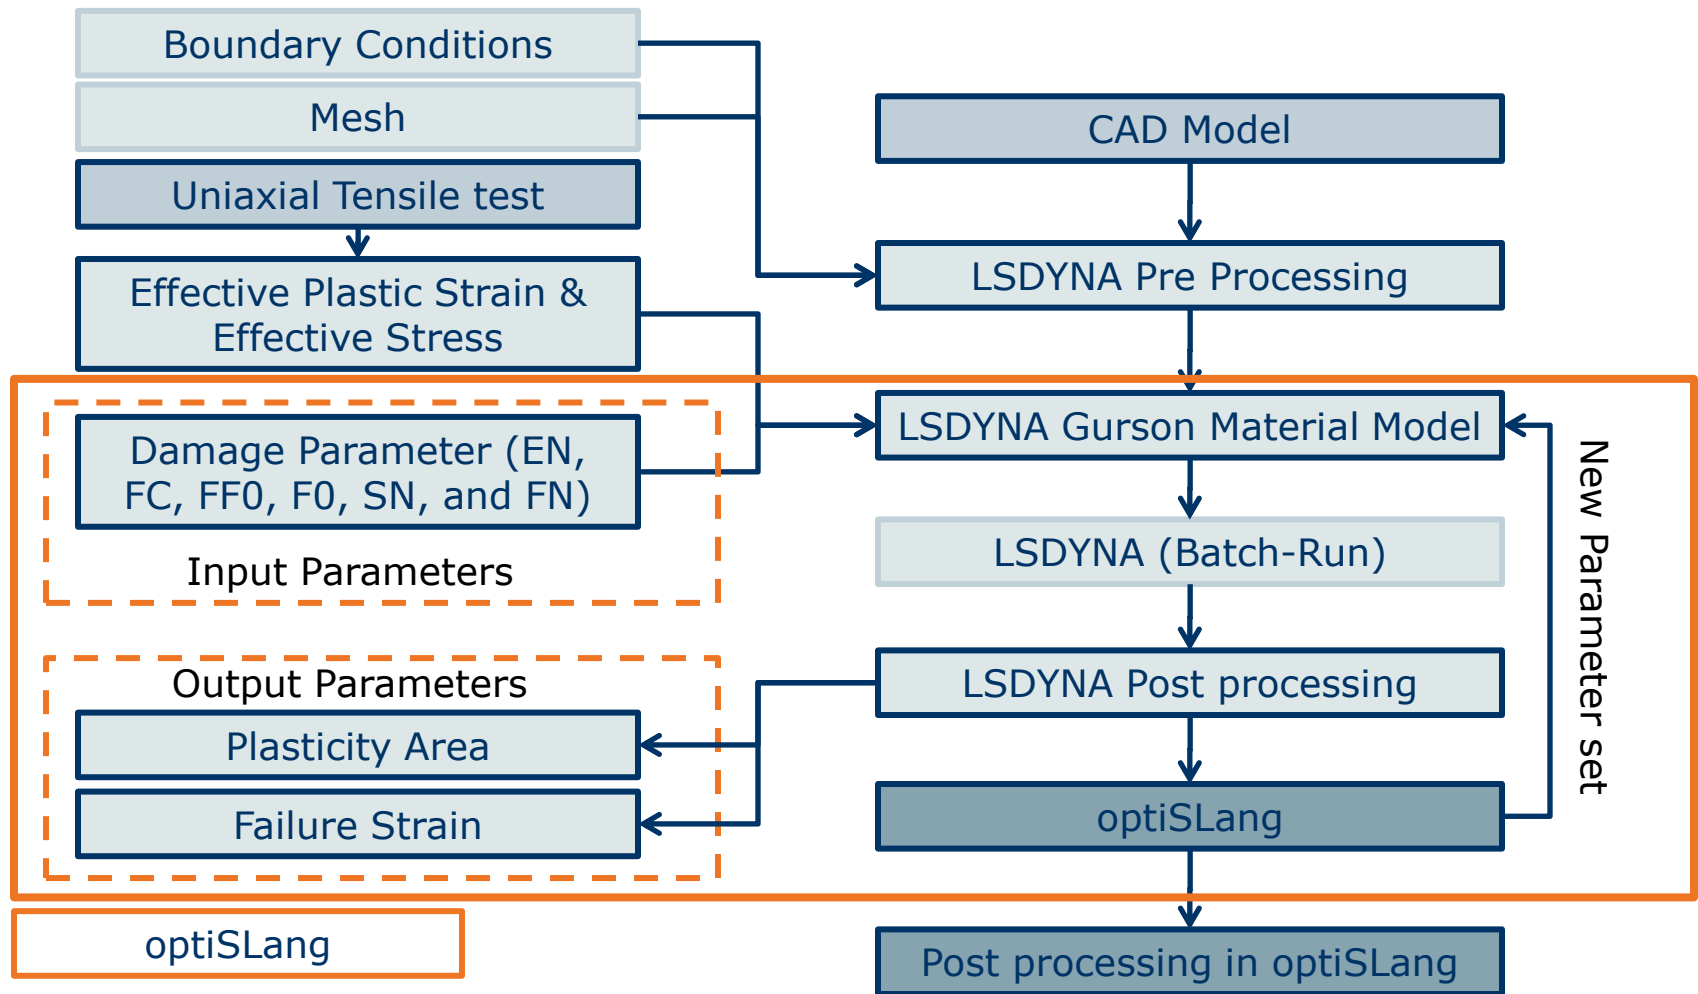 Boundary Conditions
Mesh
Uniaxial Tensile test
Effective Plastic Strain &
Effective Stress
CAD Model
LSDYNA Pre Processing
Damage Parameter (EN,
FC, FF0, F0, SN, and FN)
Input Parameters
LSDYNA Gurson Material Model
LSDYNA (Batch-Run)
New Parameter set
Output Parameters
Plasticity Area
Failure Strain
LSDYNA Post processing
optiSLang
optiSLang
Post processing in optiSLang